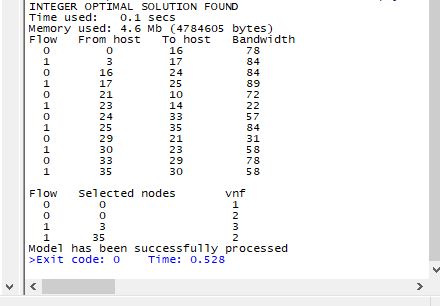 INTEGER OPTIMAL SOLUTION FOUND
Time used: 0.1 secs
Memory used: 4.6 Mb (4784605 bytes)
Flow From host To host Bandwidth
0 0 16 78
1 3 17 84
0 16 24 84
1 17 25 89
0 21 10 72
1 23 14 22
0 24 33 57
1 25 35 84
0 29 21 31
1 30 23 58
0 33 29 78
1 35 30 58
Flow Selected nodes vnf
0 0 1
0 0 2
1 3 3
1 35 2
Model has been successfully processed
>Exit code: 0 Time: 0.528